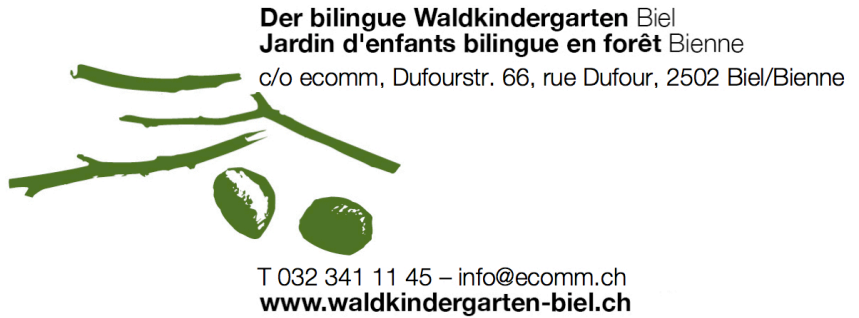 Der bilingue Waldkindergarten Biel
Jardin d'enfants bilingue en forêt Bienne
c/o ecomm, Dufourstr. 66, rue Dufour, 2502 Biel/Bienne
T 032 341 11 45 – info@ecomm.ch
www.waldkindergarten-biel.ch